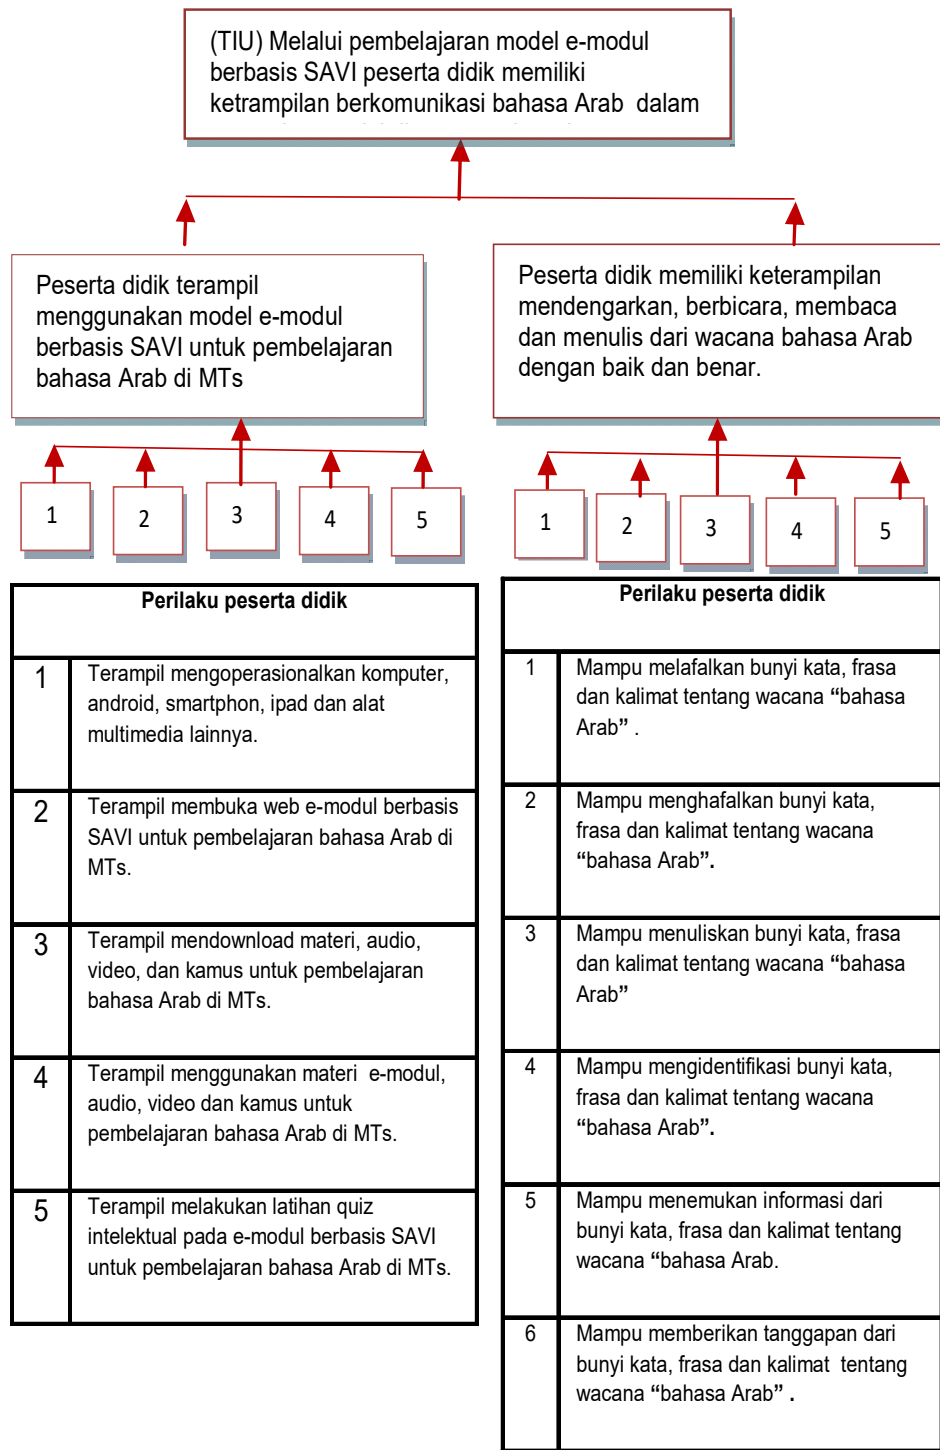 (TIU) Melalui pembelajaran model e-modul
berbasis SAVI peserta didik memiliki
ketrampilan berkomunikasi bahasa Arab dalam
Peserta didik terampil
menggunakan model e-modul
berbasis SAVI untuk pembelajaran
bahasa Arab di MTs
Peserta didik memiliki keterampilan
mendengarkan, berbicara, membaca
dan menulis dari wacana bahasa Arab
dengan baik dan benar.
1 2 3 4 5
1 2 3 4 5
Perilaku peserta didik
1 Terampil mengoperasionalkan komputer,
android, smartphon, ipad dan alat
multimedia lainnya.
2 Terampil membuka web e-modul berbasis
SAVI untuk pembelajaran bahasa Arab di
MTs.
3 Terampil mendownload materi, audio,
video, dan kamus untuk pembelajaran
bahasa Arab di MTs.
4 Terampil menggunakan materi e-modul,
audio, video dan kamus untuk
pembelajaran bahasa Arab di MTs.
5 Terampil melakukan latihan quiz
intelektual pada e-modul berbasis SAVI
untuk pembelajaran bahasa Arab di MTs.
Perilaku peserta didik
1 Mampu melafalkan bunyi kata, frasa
dan kalimat tentang wacana “bahasa
Arab” .
2 Mampu menghafalkan bunyi kata,
frasa dan kalimat tentang wacana
“bahasa Arab”.
3 Mampu menuliskan bunyi kata, frasa
dan kalimat tentang wacana “bahasa
Arab”
4 Mampu mengidentifikasi bunyi kata,
frasa dan kalimat tentang wacana
“bahasa Arab”.
5 Mampu menemukan informasi dari
bunyi kata, frasa dan kalimat tentang
wacana “bahasa Arab.
6 Mampu memberikan tanggapan dari
bunyi kata, frasa dan kalimat tentang
wacana “bahasa Arab” .